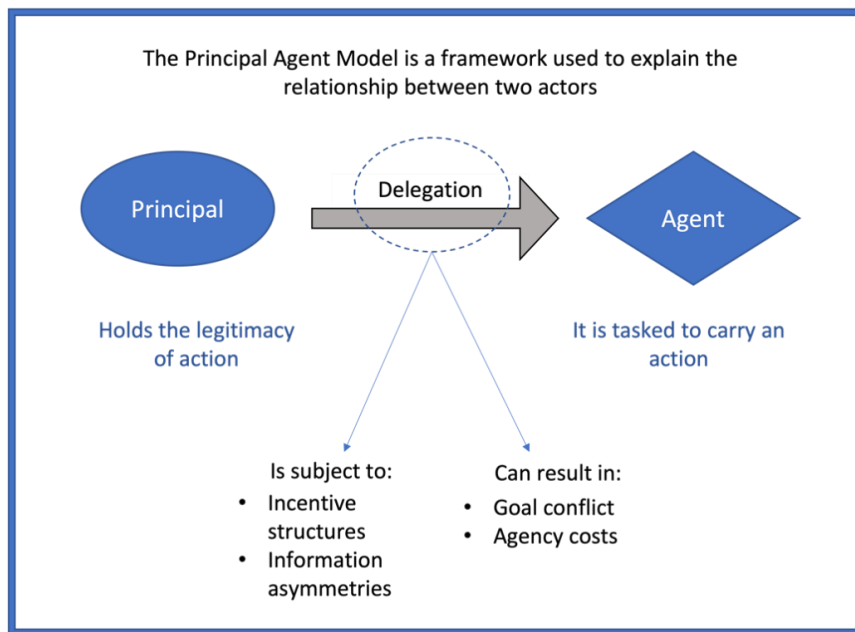 The Principal Agent Model is a framework used to explain the
relationship between two actors
Principal
Delegation
Agent
Holds the legitimacy
of action
It is tasked to carry an
action
Is subject to:
• Incentive
structures
• Information
asymmetries
Can result in:
• Goal conflict
• Agency costs